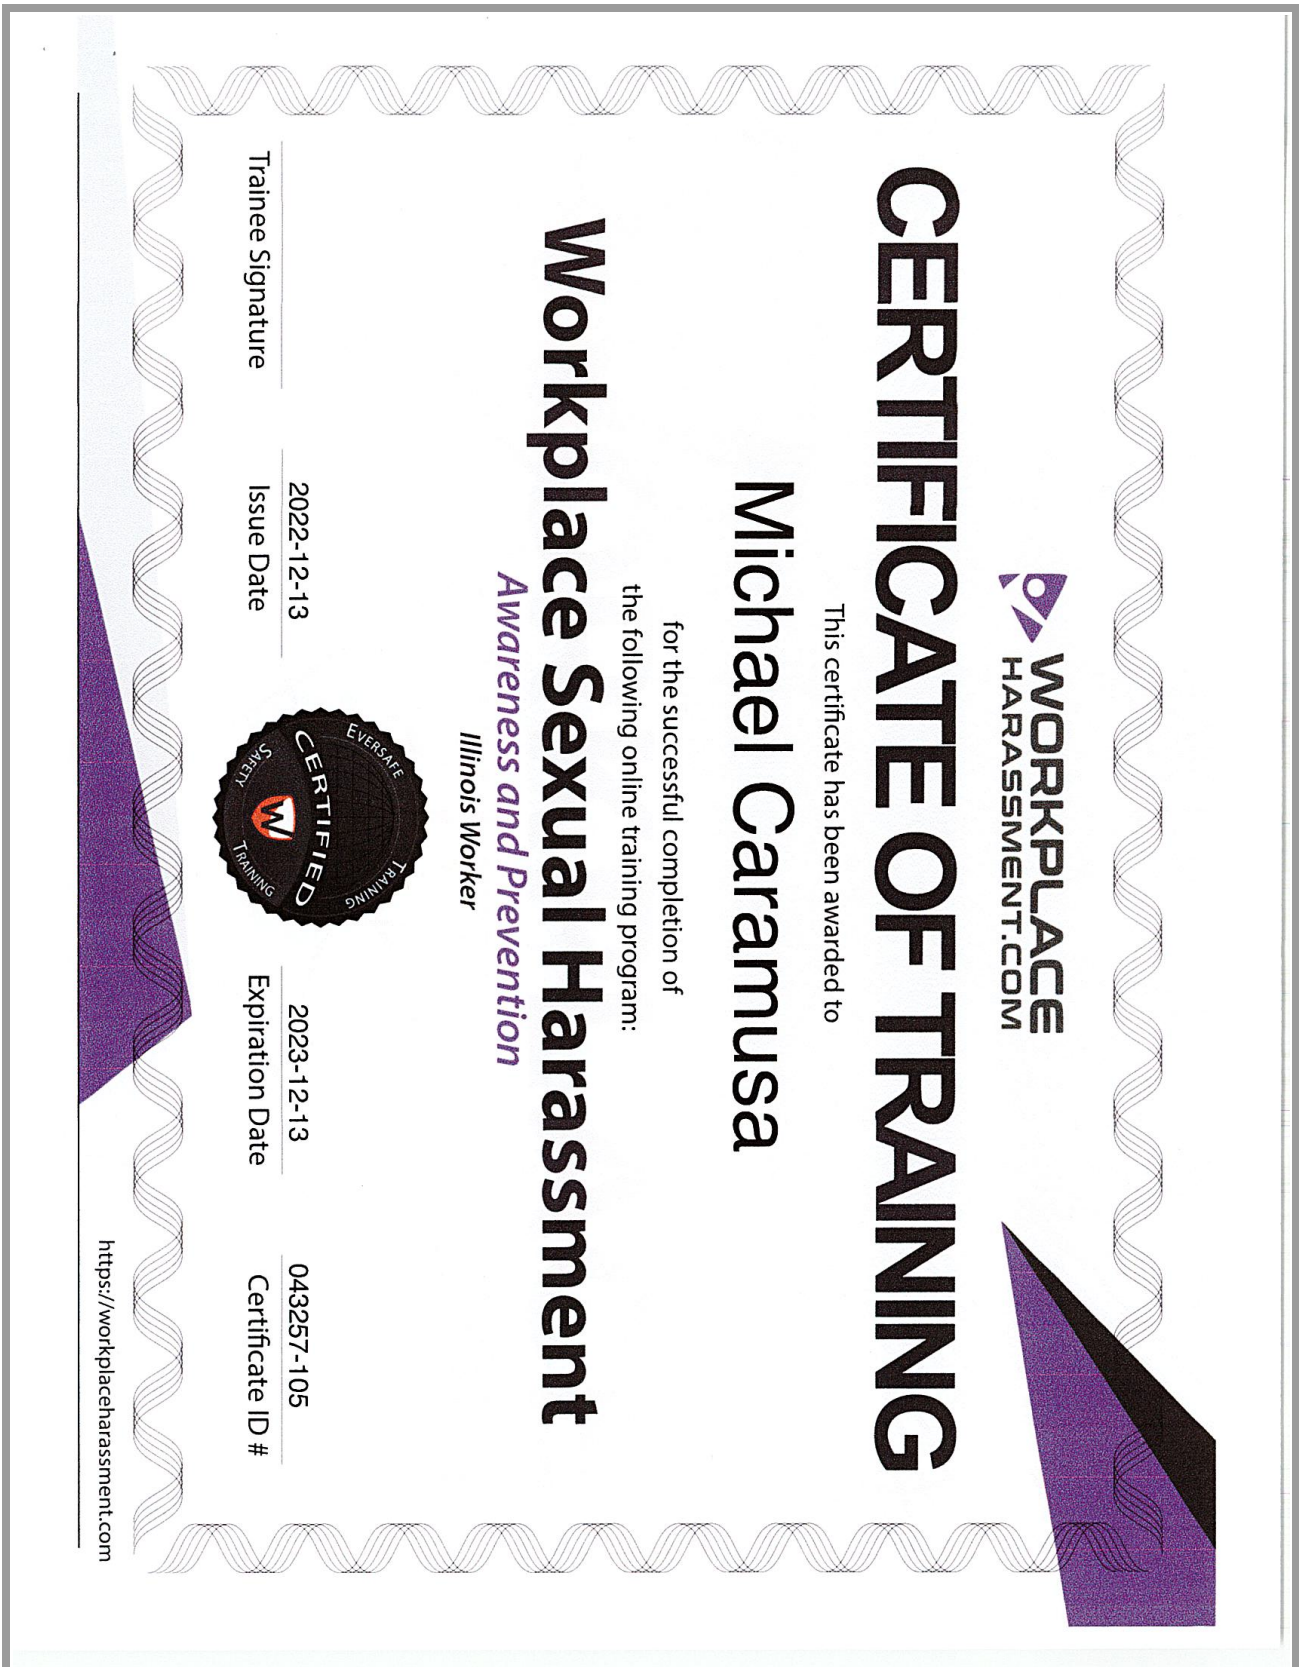 WORKPLACE
HARASSMENT.COM
CERTIFICATE OF TRAINING
This certificate has been awarded to
Michael Caramusa
for the successful completion of
the following online training program:
Workplace Sexual Harassment
Awareness and Prevention
Illinois Worker
EVERSAFE TRAINING
CERTIFIED
W
SAFETY TRAINING
Trainee Signature
2022-12-13
Issue Date
2023-12-13
Expiration Date
043257-105
Certificate ID #
https://workplaceharassment.com